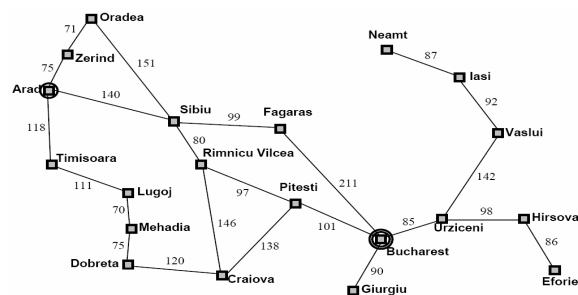 Oradea
71
Neamt
87
Zerind
151
75
Iasi
Arad
140
92
Sibiu
99
Fagaras
118
Vaslui
80
Timisoara
Rimnicu Vilcea
142
111
Lugoj
97
Pitesti
211
70
98
Hirsova
Mehadia
146
101
85
Urziceni
75
138
86
120
Bucharest
Dobreta
90
Craiova
Eforie
Giurgiu